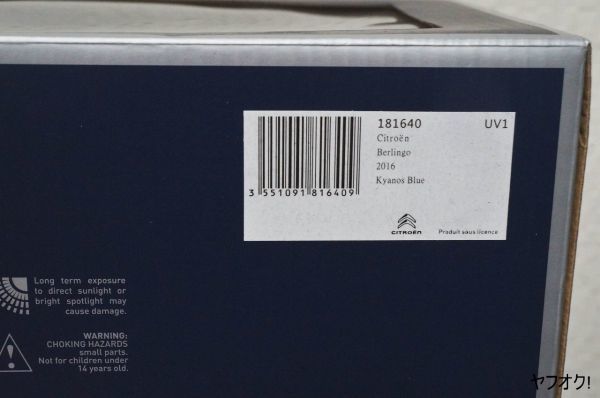 181640 UV1
Citroën
Berlingo
2016
Kyanos Blue
3 551091 816409
CITROËN Produit sous licence
Long term exposure
to direct sunlight or
bright spotlight may
cause damage.
WARNING:
CHOKING HAZARDS
small parts.
Not for children under
14 years old.
ヤフオク!